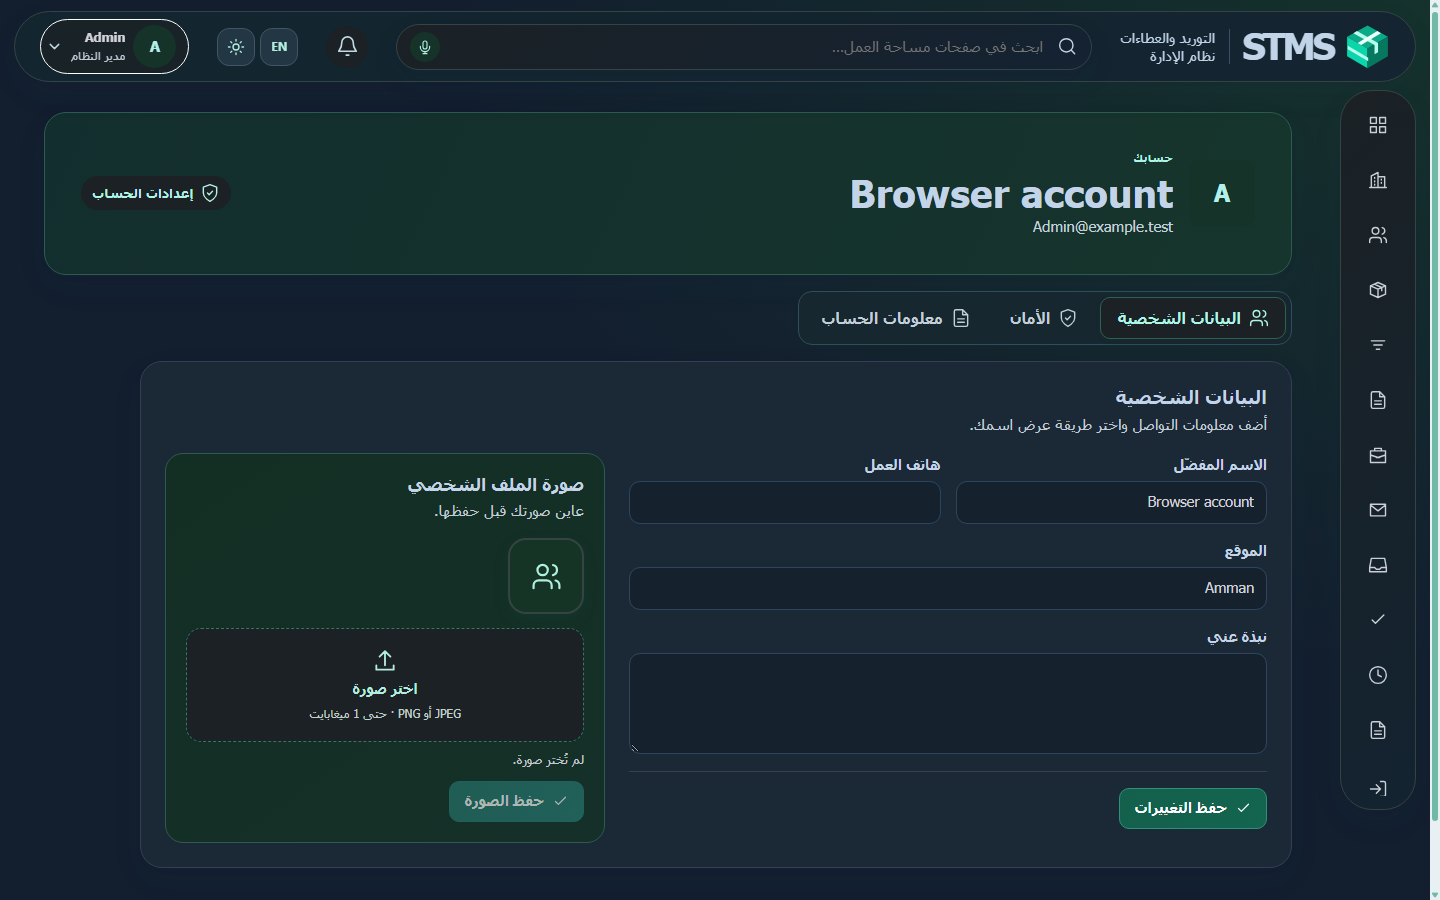 STMS
التوريد والعطاءات
نظام الإدارة
ابحث في صفحات مساحة العمل...
EN
A
Admin
مدير النظام
حسابك
A
Browser account
Admin@example.test
إعدادات الحساب
البيانات الشخصية
الأمان
معلومات الحساب
البيانات الشخصية
أضف معلومات التواصل واختر طريقة عرض اسمك.
الاسم المفضّل
هاتف العمل
Browser account
الموقع
Amman
نبذة عني
حفظ التغييرات
صورة الملف الشخصي
عاين صورتك قبل حفظها.
اختر صورة
JPEG أو PNG · حتى 1 ميغابايت
لم تُختر صورة.
حفظ الصورة